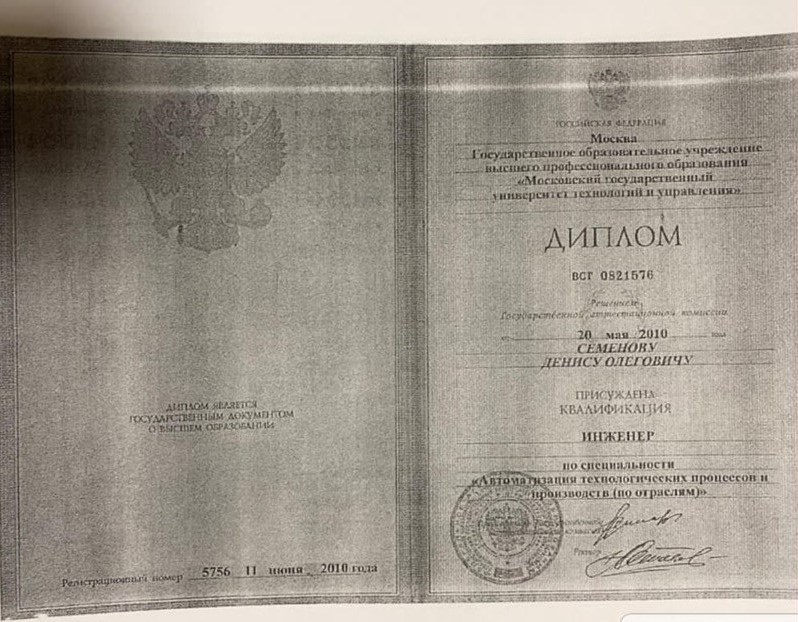 ДИПЛОМ ЯВЛЯЕТСЯ
ГОСУДАРСТВЕННЫМ ДОКУМЕНТОМ
О ВЫСШЕМ ОБРАЗОВАНИИ
Регистрационный номер 5756 11 июня 2010 года
РОССИЙСКАЯ ФЕДЕРАЦИЯ
Москва
Государственное образовательное учреждение
высшего профессионального образования
«Московский государственный
университет технологий и управления»
ДИПЛОМ
ВСГ 0821576
Решением
Государственной аттестационной комиссии
от 20 мая 2010 года
СЕМЕНОВУ
ДЕНИСУ ОЛЕГОВИЧУ
ПРИСУЖДЕНА
КВАЛИФИКАЦИЯ
ИНЖЕНЕР
по специальности
«Автоматизация технологических процессов и
производств (по отраслям)»
Ректор